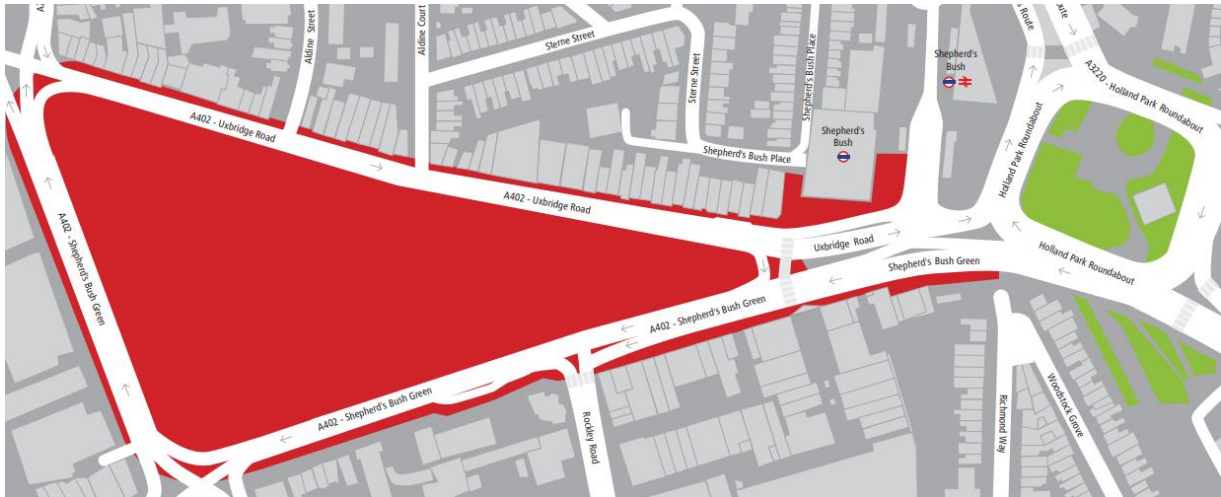 Aldine Street
Aldine Court
Sterne Street
Sterne Street
Shepherd's Bush Place
Shepherd's
Bush
A3220 - Holland Park Roundabout
A402 - Uxbridge Road
Shepherd's Bush Place
Shepherd's
Bush
Holland Park Roundabout
A402 - Uxbridge Road
A402 - Shepherd's Bush Green
Uxbridge Road
Holland Park Roundabout
Shepherd's Bush Green
A402 - Shepherd's Bush Green
A402 - Shepherd's Bush Green
Rockley Road
Richmond Way
Woodstock Grove